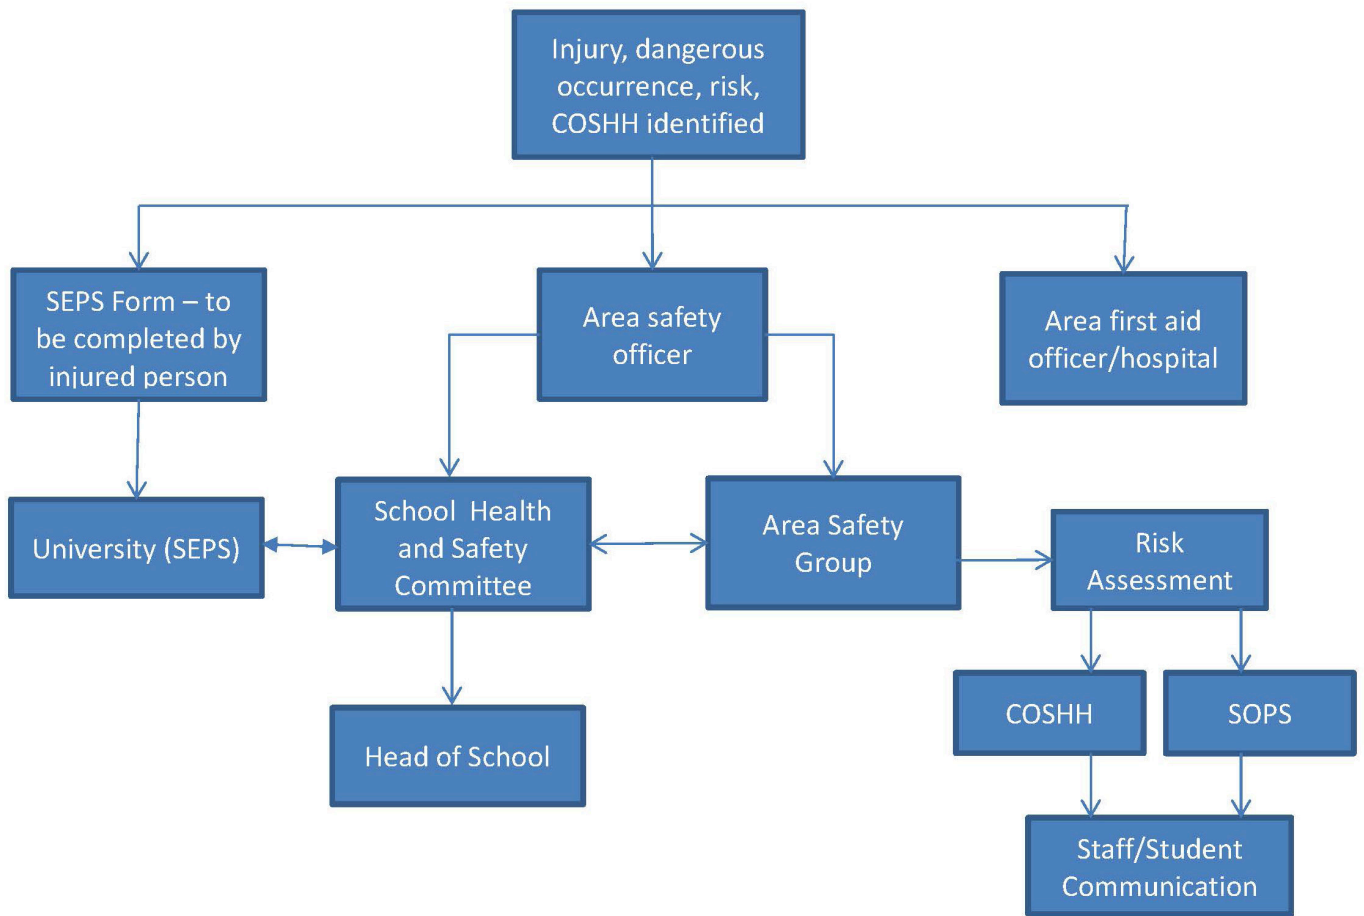 Injury, dangerous
occurrence, risk,
COSHH identified
SEPS Form – to
be completed by
injured person
Area safety
officer
Area first aid
officer/hospital
University (SEPS)
School Health
and Safety
Committee
Area Safety
Group
Risk
Assessment
Head of School
COSHH
SOPS
Staff/Student
Communication